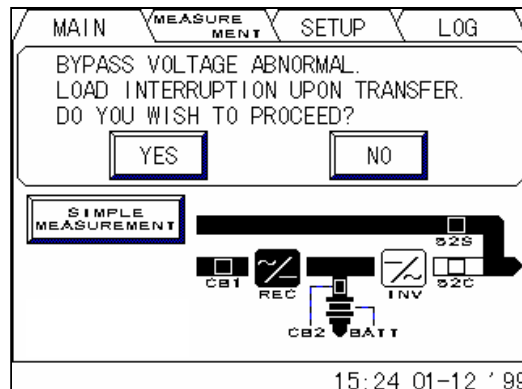 MAIN
MEASURE
MENT
SETUP
LOG
BYPASS VOLTAGE ABNORMAL.
LOAD INTERRUPTION UPON TRANSFER.
DO YOU WISH TO PROCEED?
YES
NO
SIMPLE
MEASUREMENT
52S
CB1
REC
INV
52C
CB2
BATT
15:24 01-12 '99